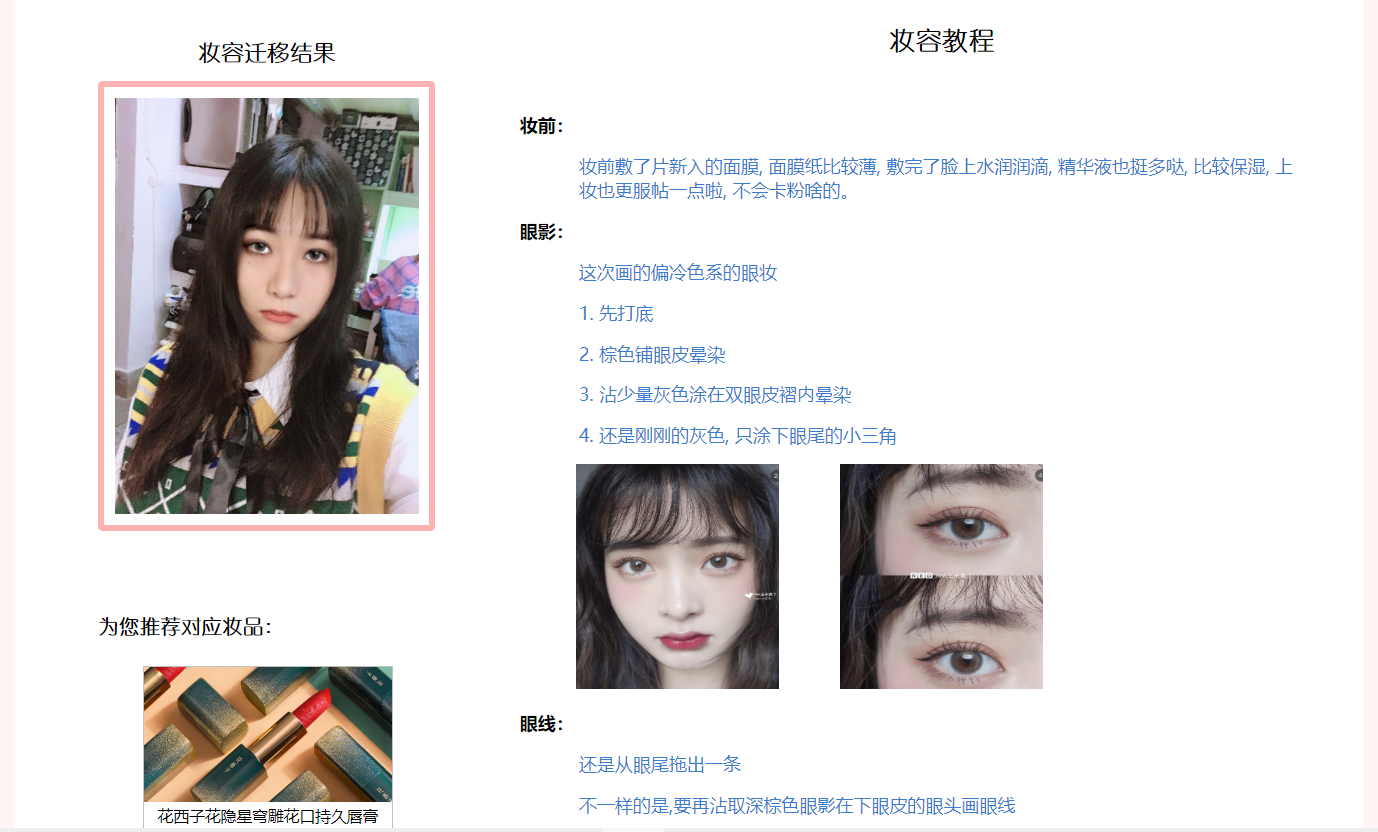 妆容迁移结果
妆容教程
妆前：
妆前敷了片新入的面膜, 面膜纸比较薄, 敷完了脸上水润润滴, 精华液也挺多哒, 比较保湿, 上
妆也更服帖一点啦, 不会卡粉啥的。
眼影：
这次画的偏冷色系的眼妆
1. 先打底
2. 棕色铺眼皮晕染
3. 沾少量灰色涂在双眼皮褶内晕染
4. 还是刚刚的灰色, 只涂下眼尾的小三角
眼线：
还是从眼尾拖出一条
不一样的是,要再沾取深棕色眼影在下眼皮的眼头画眼线
为您推荐对应妆品：
花西子花隐星穹雕花口持久唇膏